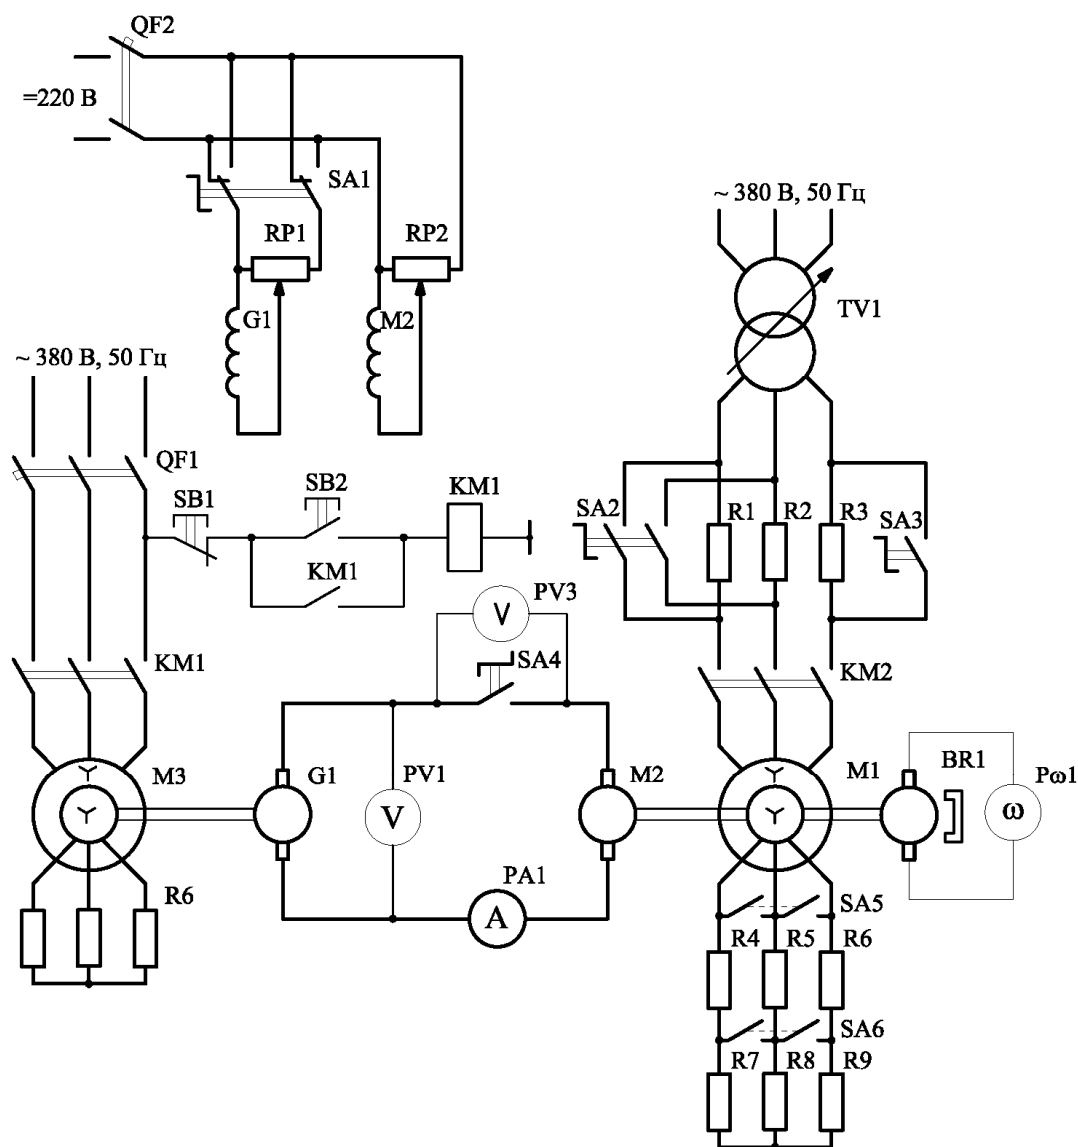 QF2
=220 В
SA1
~ 380 В, 50 Гц
RP1
RP2
G1
M2
TV1
~ 380 В, 50 Гц
QF1
SB1
SB2
KM1
SA2
R1
R2
R3
SA3
KM1
PV3
V
SA4
KM1
KM2
M3
G1
PV1
V
M2
M1
BR1
Pω1
ω
PA1
A
R6
SA5
R4
R5
R6
SA6
R7
R8
R9